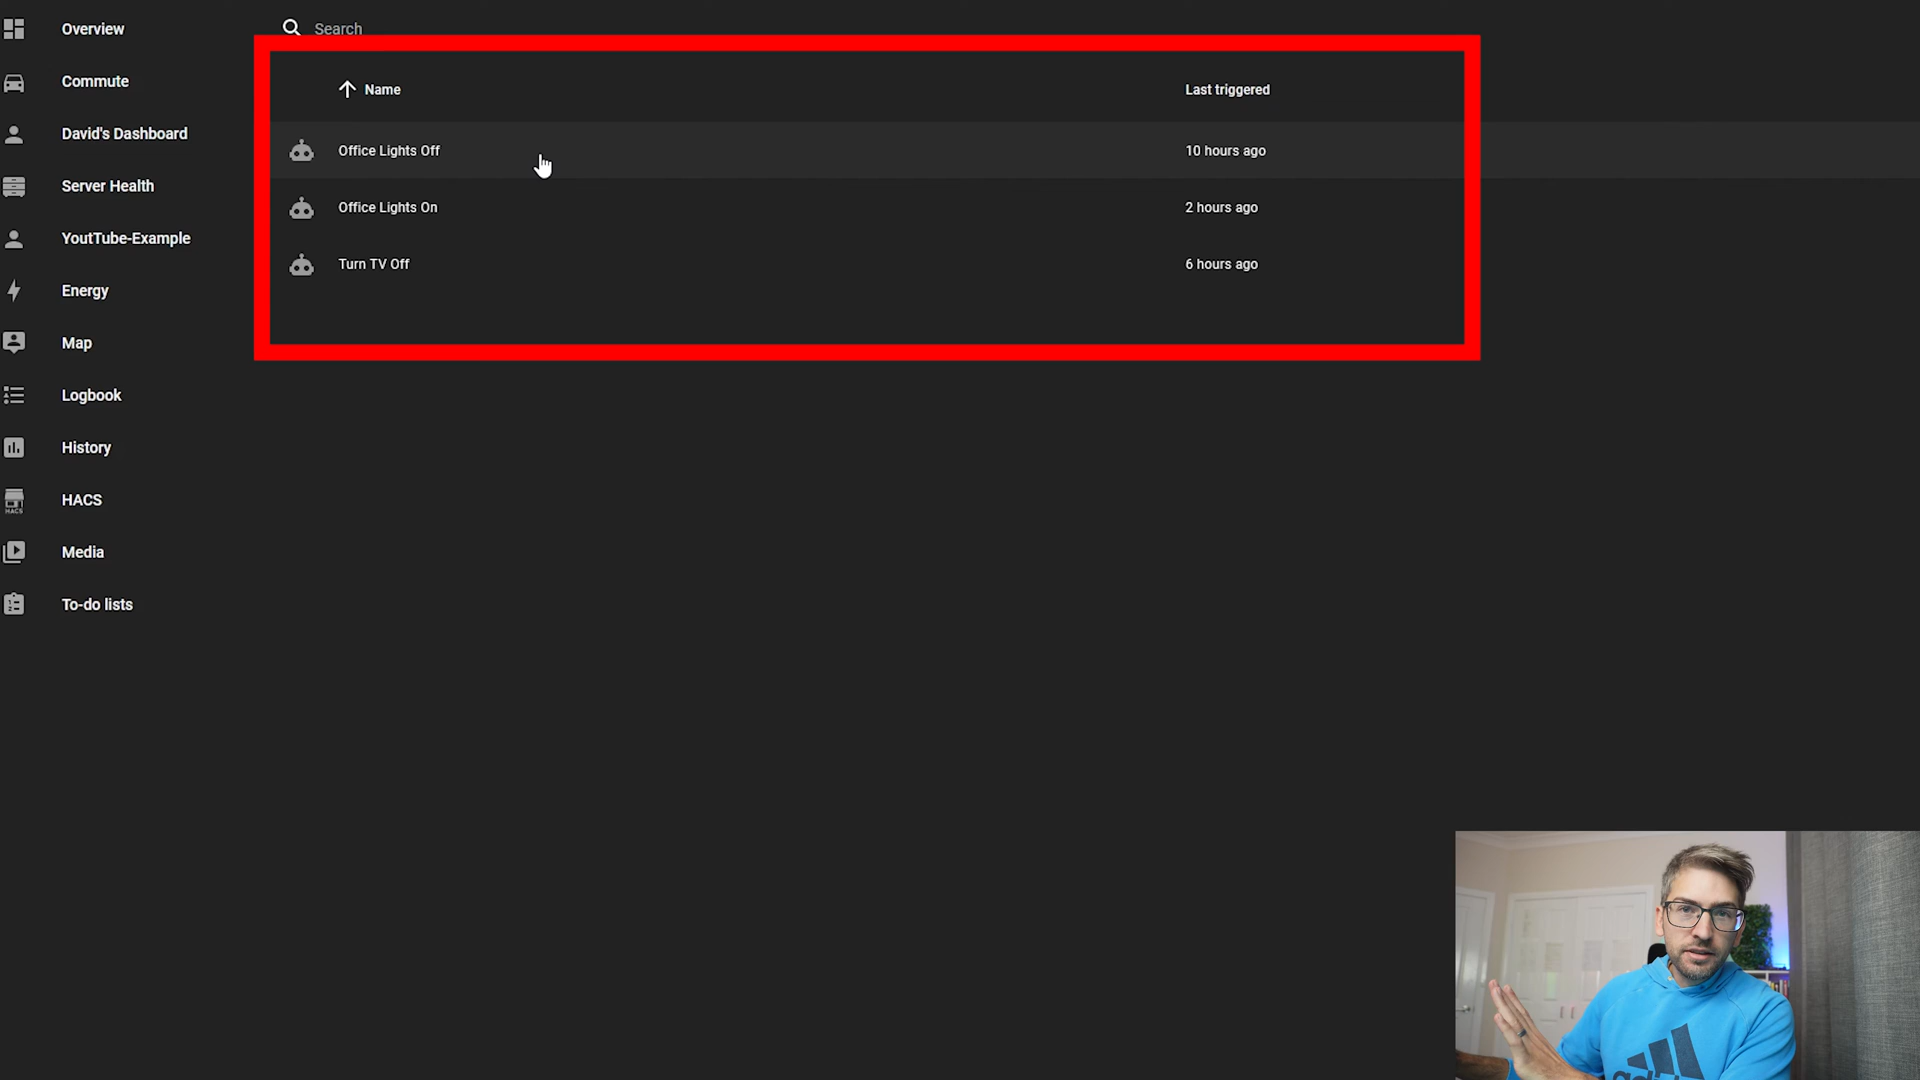 Overview
Commute
David's Dashboard
Server Health
YoutTube-Example
Energy
Map
Logbook
History
HACS
HACS
Media
To-do lists
Search
Name Last triggered
Office Lights Off 10 hours ago
Office Lights On 2 hours ago
Turn TV Off 6 hours ago